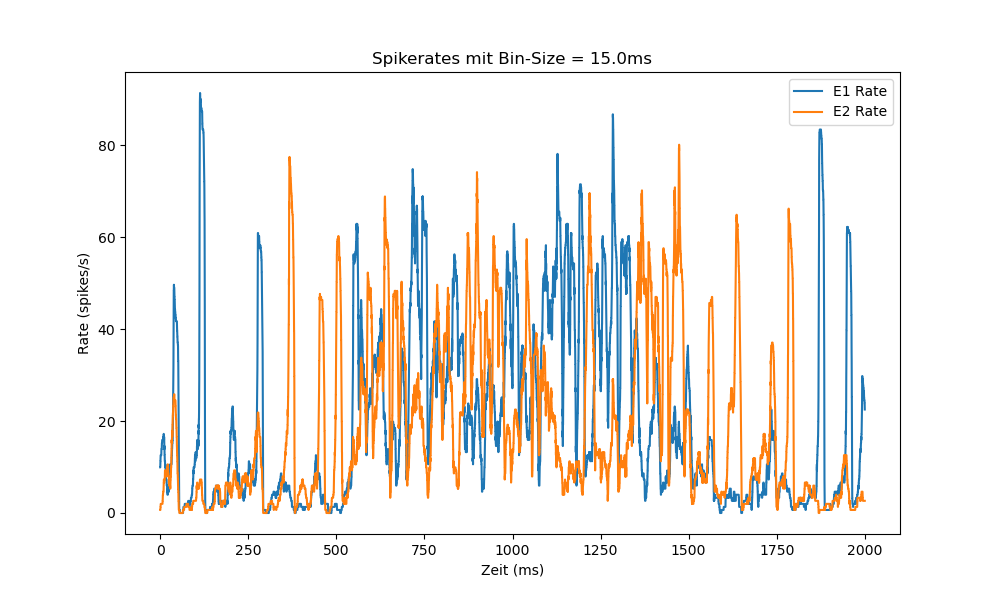 Spikerates mit Bin-Size = 15.0ms
E1 Rate
E2 Rate
Rate (spikes/s)
80
60
40
20
0
0 250 500 750 1000 1250 1500 1750 2000
Zeit (ms)